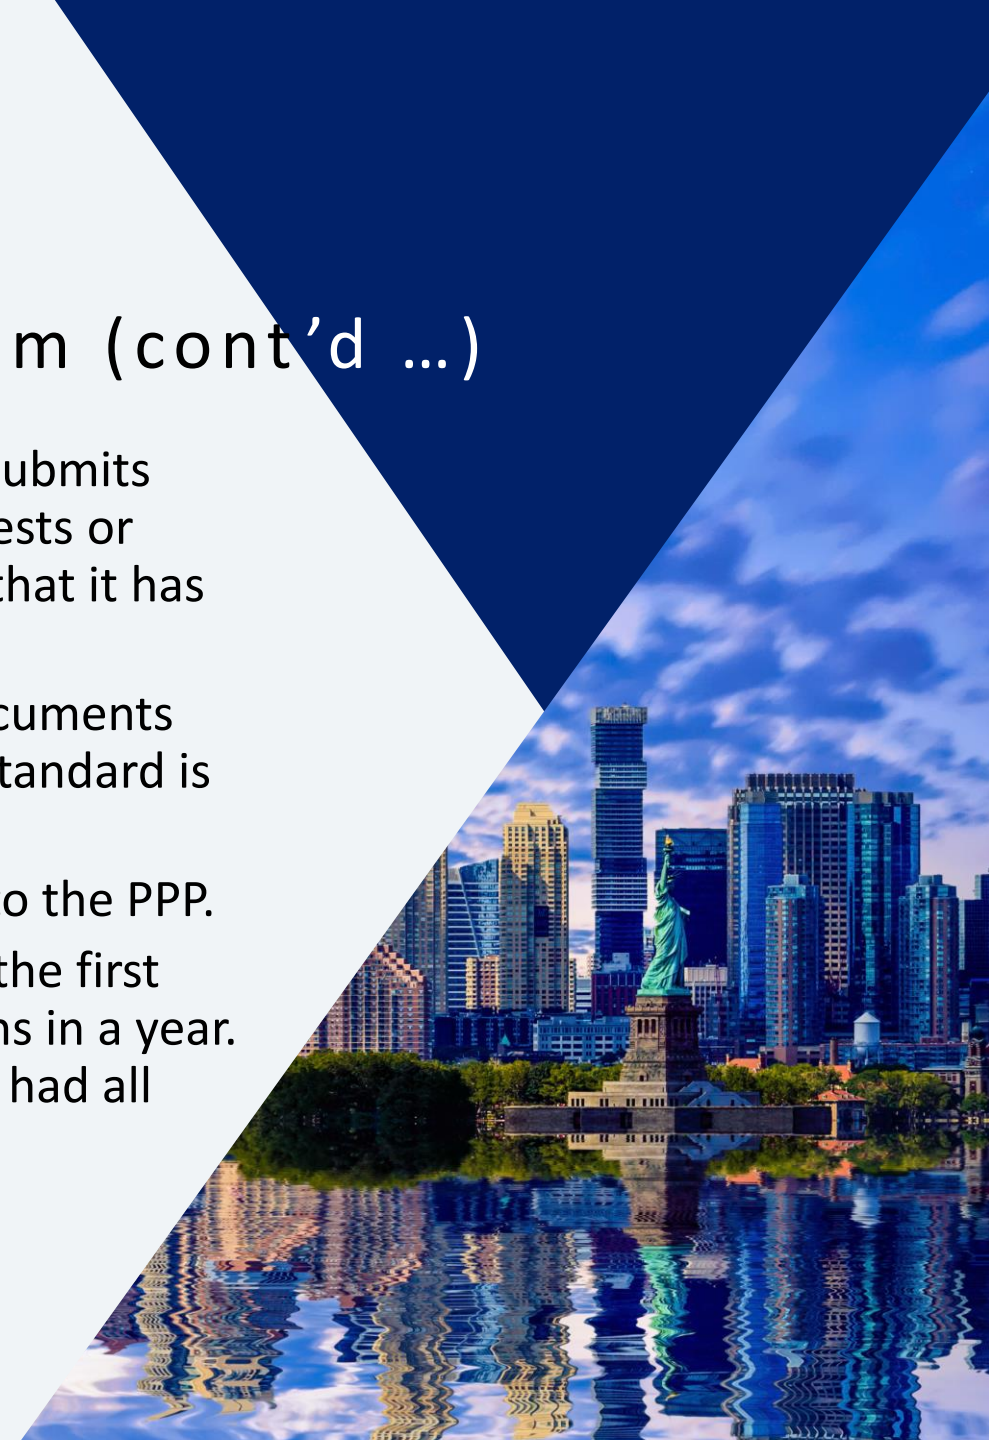 m (cont’d …)
ubmits
ests or
that it has
cuments
tandard is
o the PPP.
the first
ns in a year.
had all